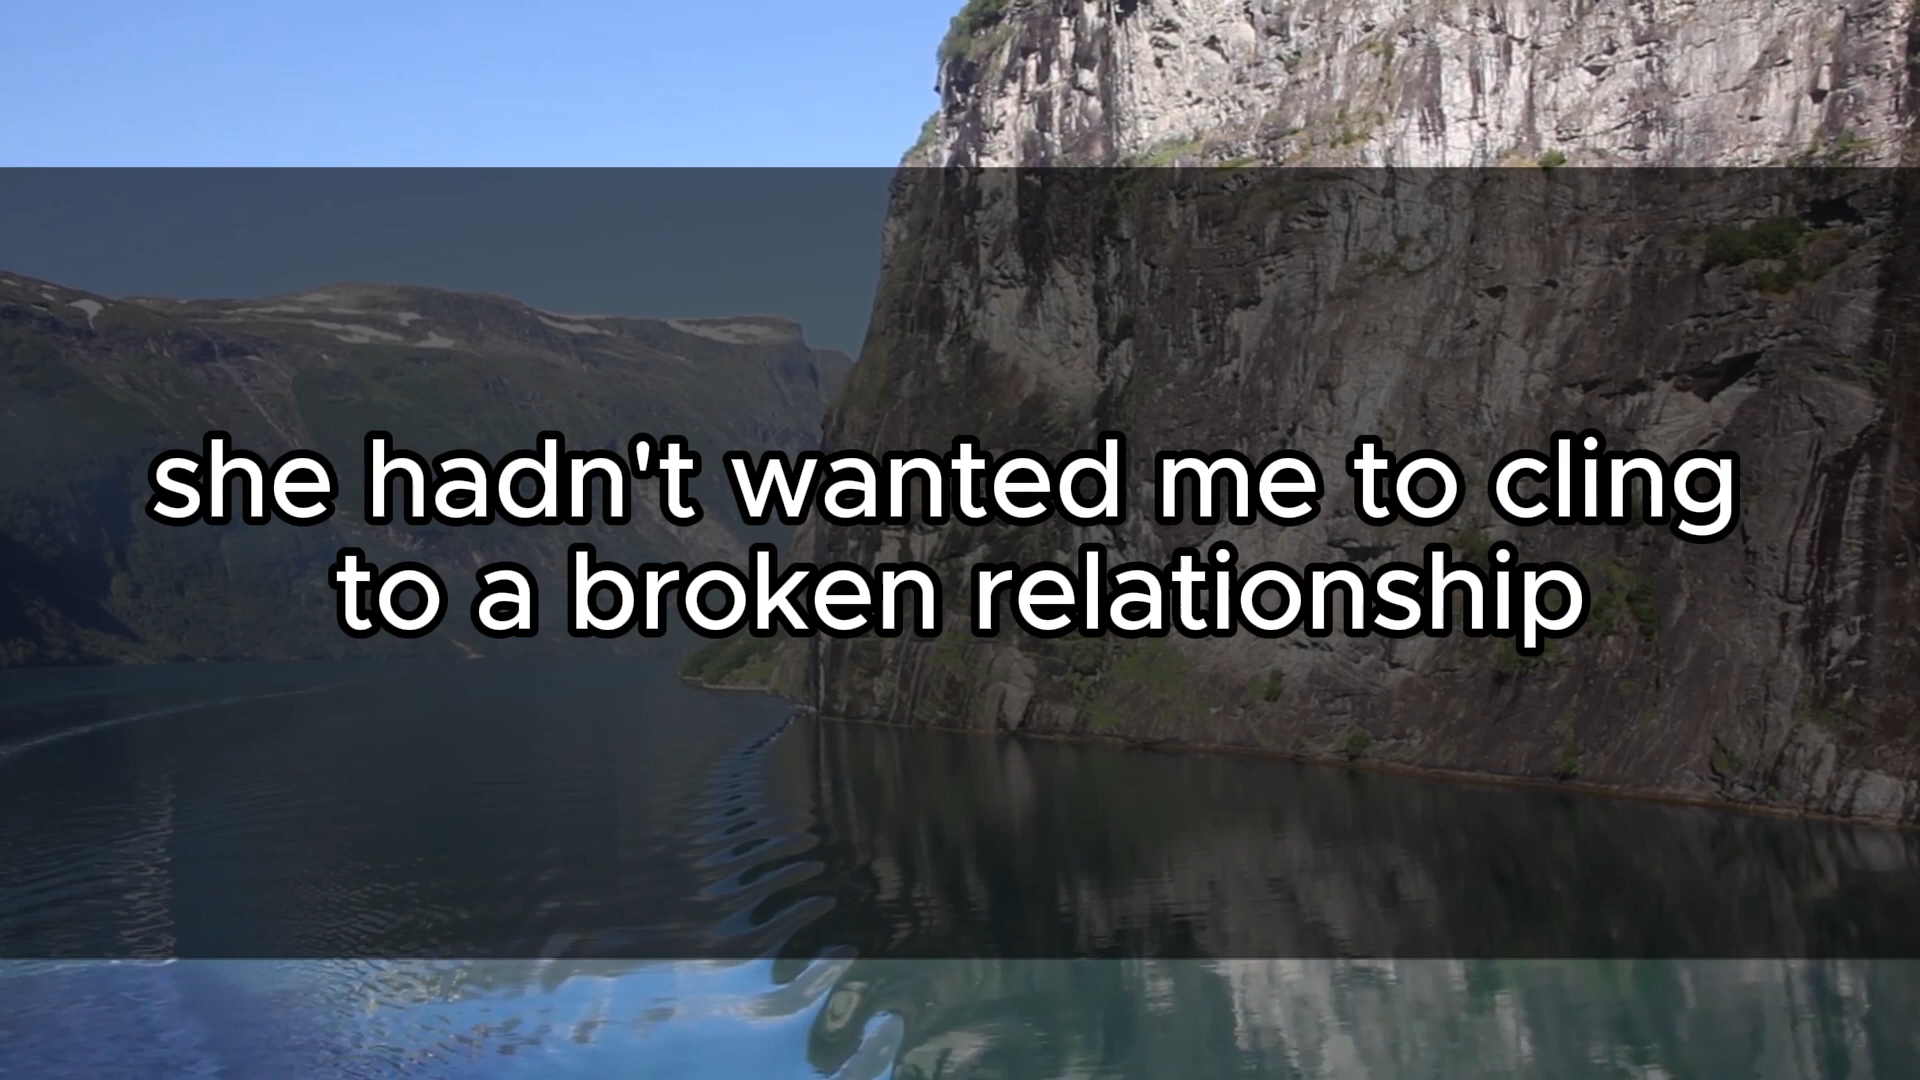 she hadn't wanted me to cling
to a broken relationship